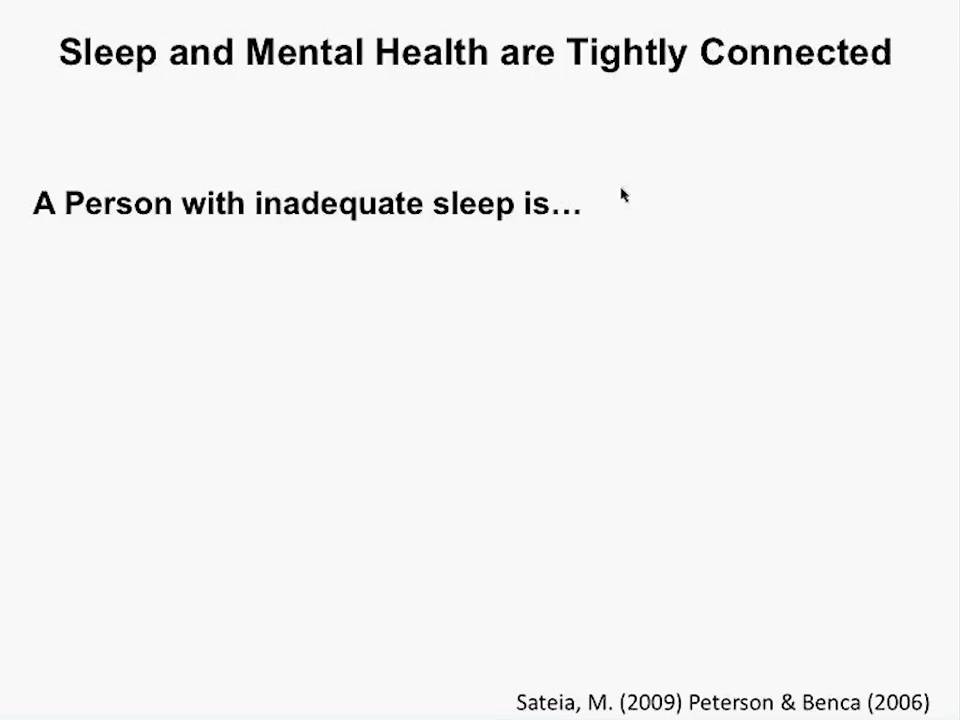 Sleep and Mental Health are Tightly Connected
A Person with inadequate sleep is…
Sateia, M. (2009) Peterson & Benca (2006)